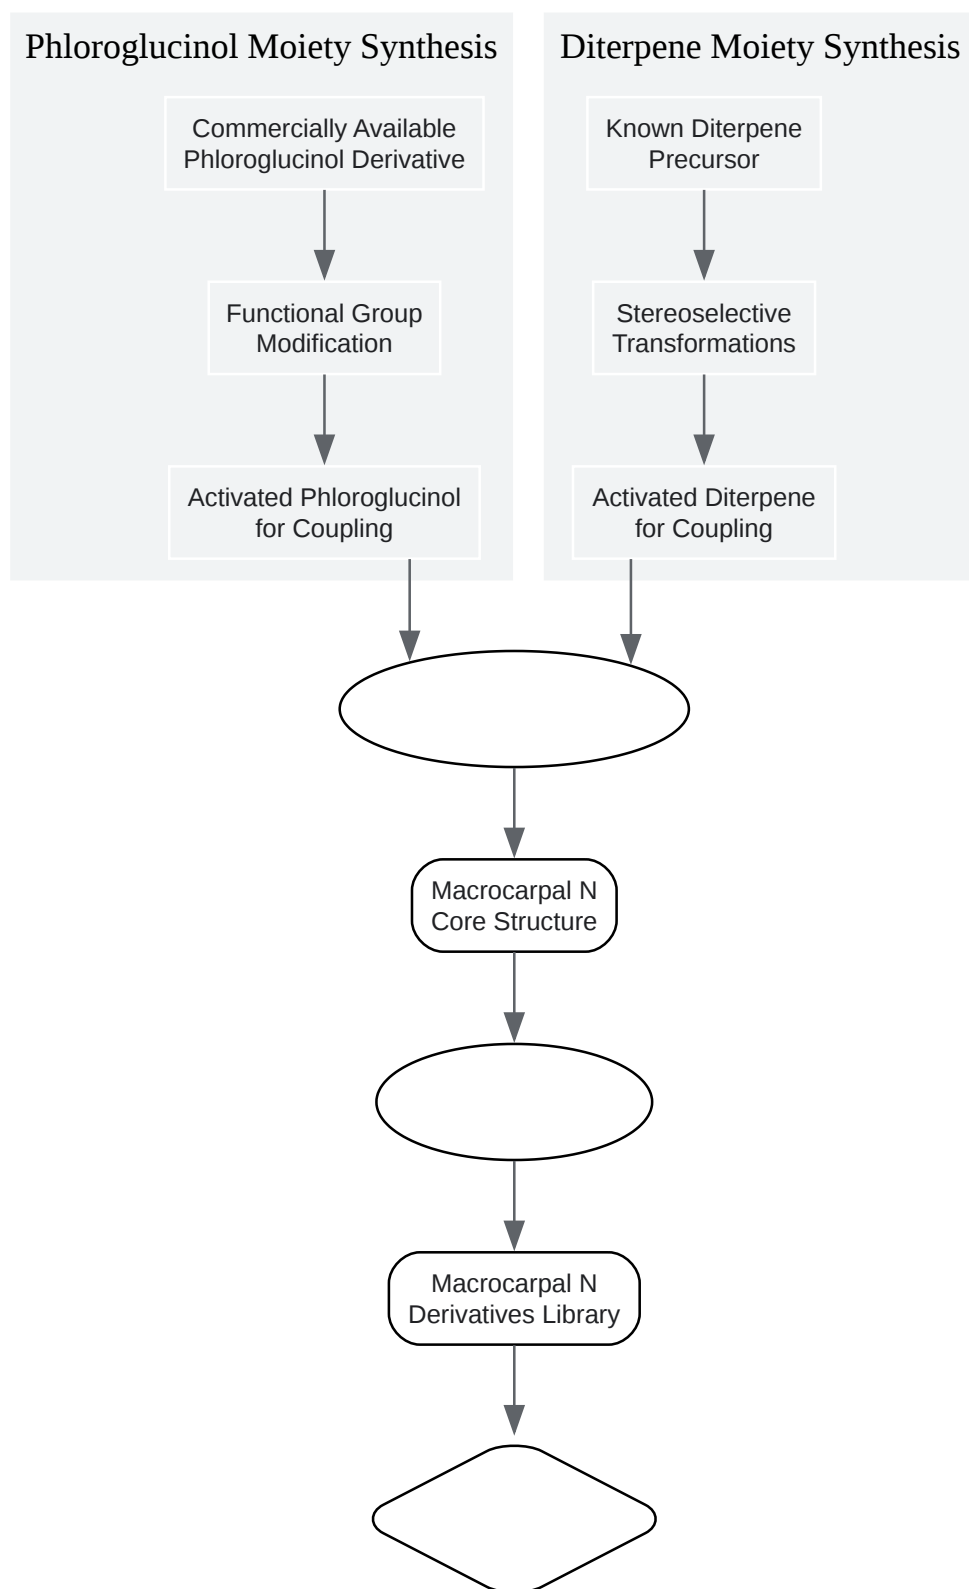 Phloroglucinol Moiety Synthesis
Commercially Available
Phloroglucinol Derivative
Functional Group
Modification
Activated Phloroglucinol
for Coupling
Diterpene Moiety Synthesis
Known Diterpene
Precursor
Stereoselective
Transformations
Activated Diterpene
for Coupling
Macrocarpal N
Core Structure
Macrocarpal N
Derivatives Library